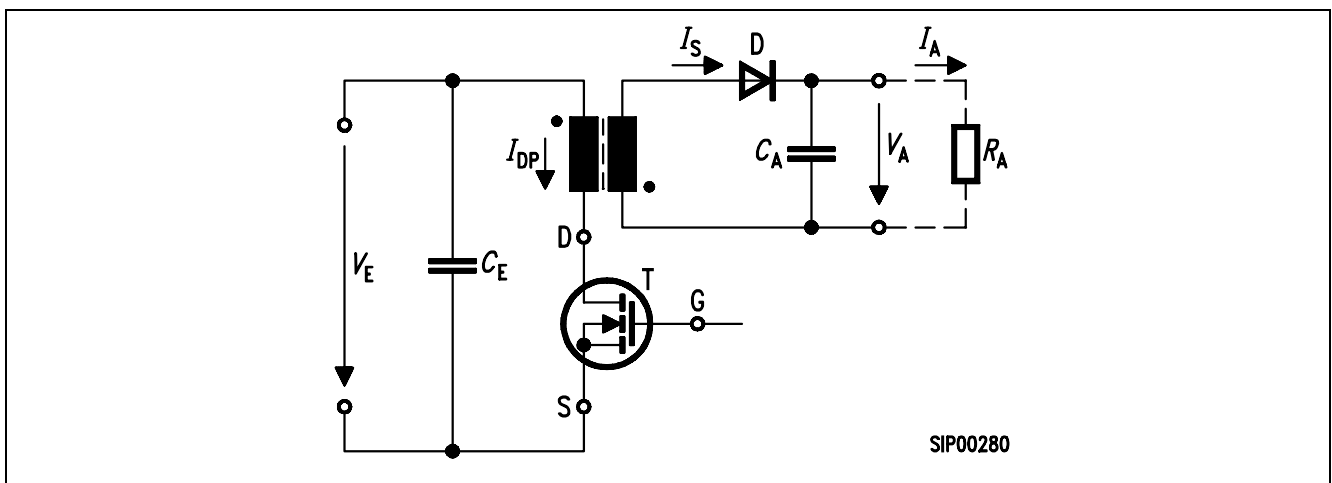 I_S
D
I_A
I_DP
C_A
V_A
R_A
D
V_E
C_E
T
G
S
SIP00280